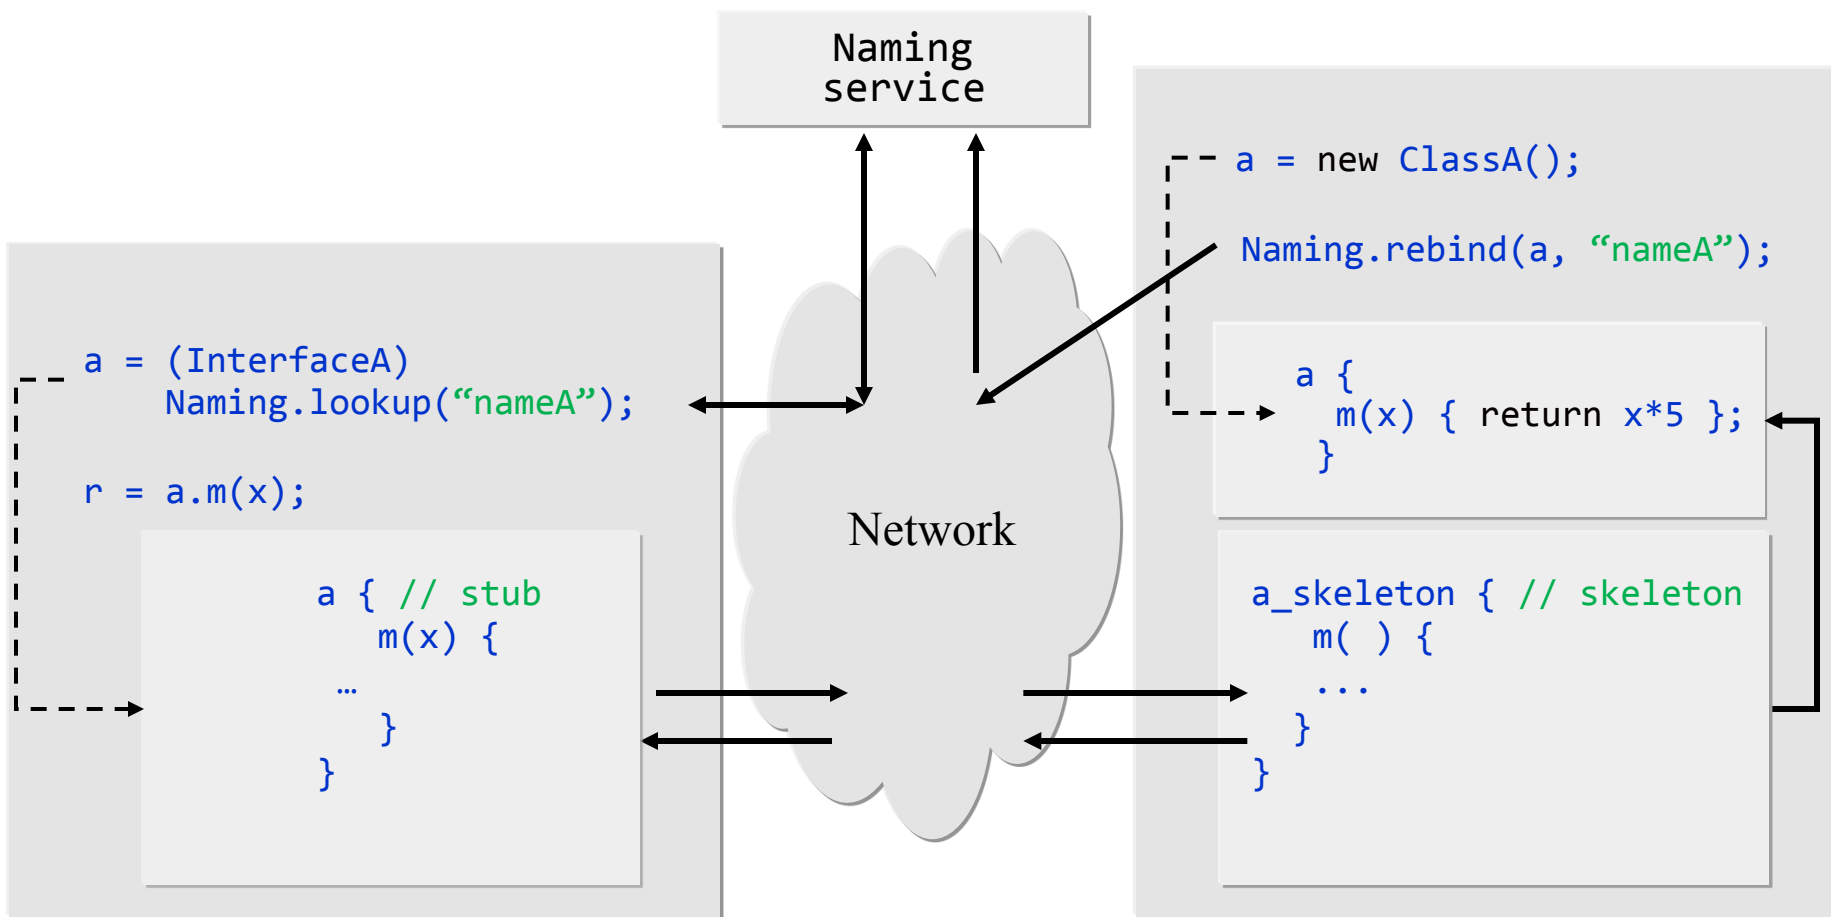 Naming
service
a = (InterfaceA)
Naming.lookup(“nameA”);
r = a.m(x);
a { // stub
m(x) {
…
}
}
Network
a = new ClassA();
Naming.rebind(a, “nameA”);
a {
m(x) { return x*5 };
}
a_skeleton { // skeleton
m( ) {
...
}
}